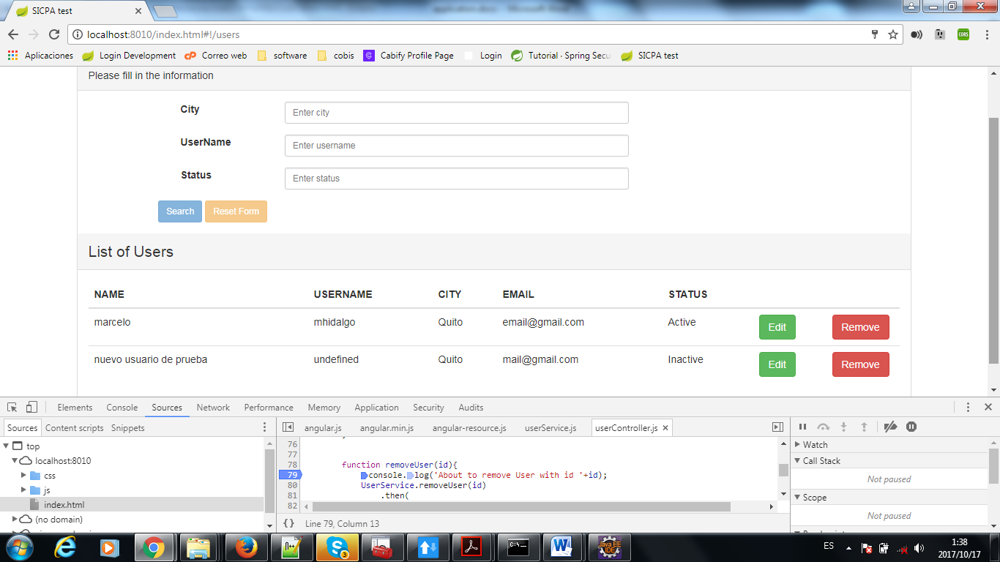 SICPA test
localhost:8010/index.html#!/users
CORS
Aplicaciones Login Development Correo web software cobis Cabify Profile Page Login Tutorial · Spring Secu SICPA test
Please fill in the information
City Enter city
UserName Enter username
Status Enter status
Search Reset Form
List of Users
NAME USERNAME CITY EMAIL STATUS
marcelo mhidalgo Quito email@gmail.com Active Edit Remove
nuevo usuario de prueba undefined Quito mail@gmail.com Inactive Edit Remove
Elements Console Sources Network Performance Memory Application Security Audits
Sources Content scripts Snippets
angular.js angular.min.js angular-resource.js userService.js userController.js
top
localhost:8010
css
js
index.html
(no domain)
76
77
78 function removeUser(id){
79 console.log('About to remove User with id '+id);
80 UserService.removeUser(id)
81 .then(
82
{} Line 79, Column 13
Watch
Call Stack
Not paused
Scope
Not paused
3
C:\_
Java EE
IDE
ES
1:38
2017/10/17